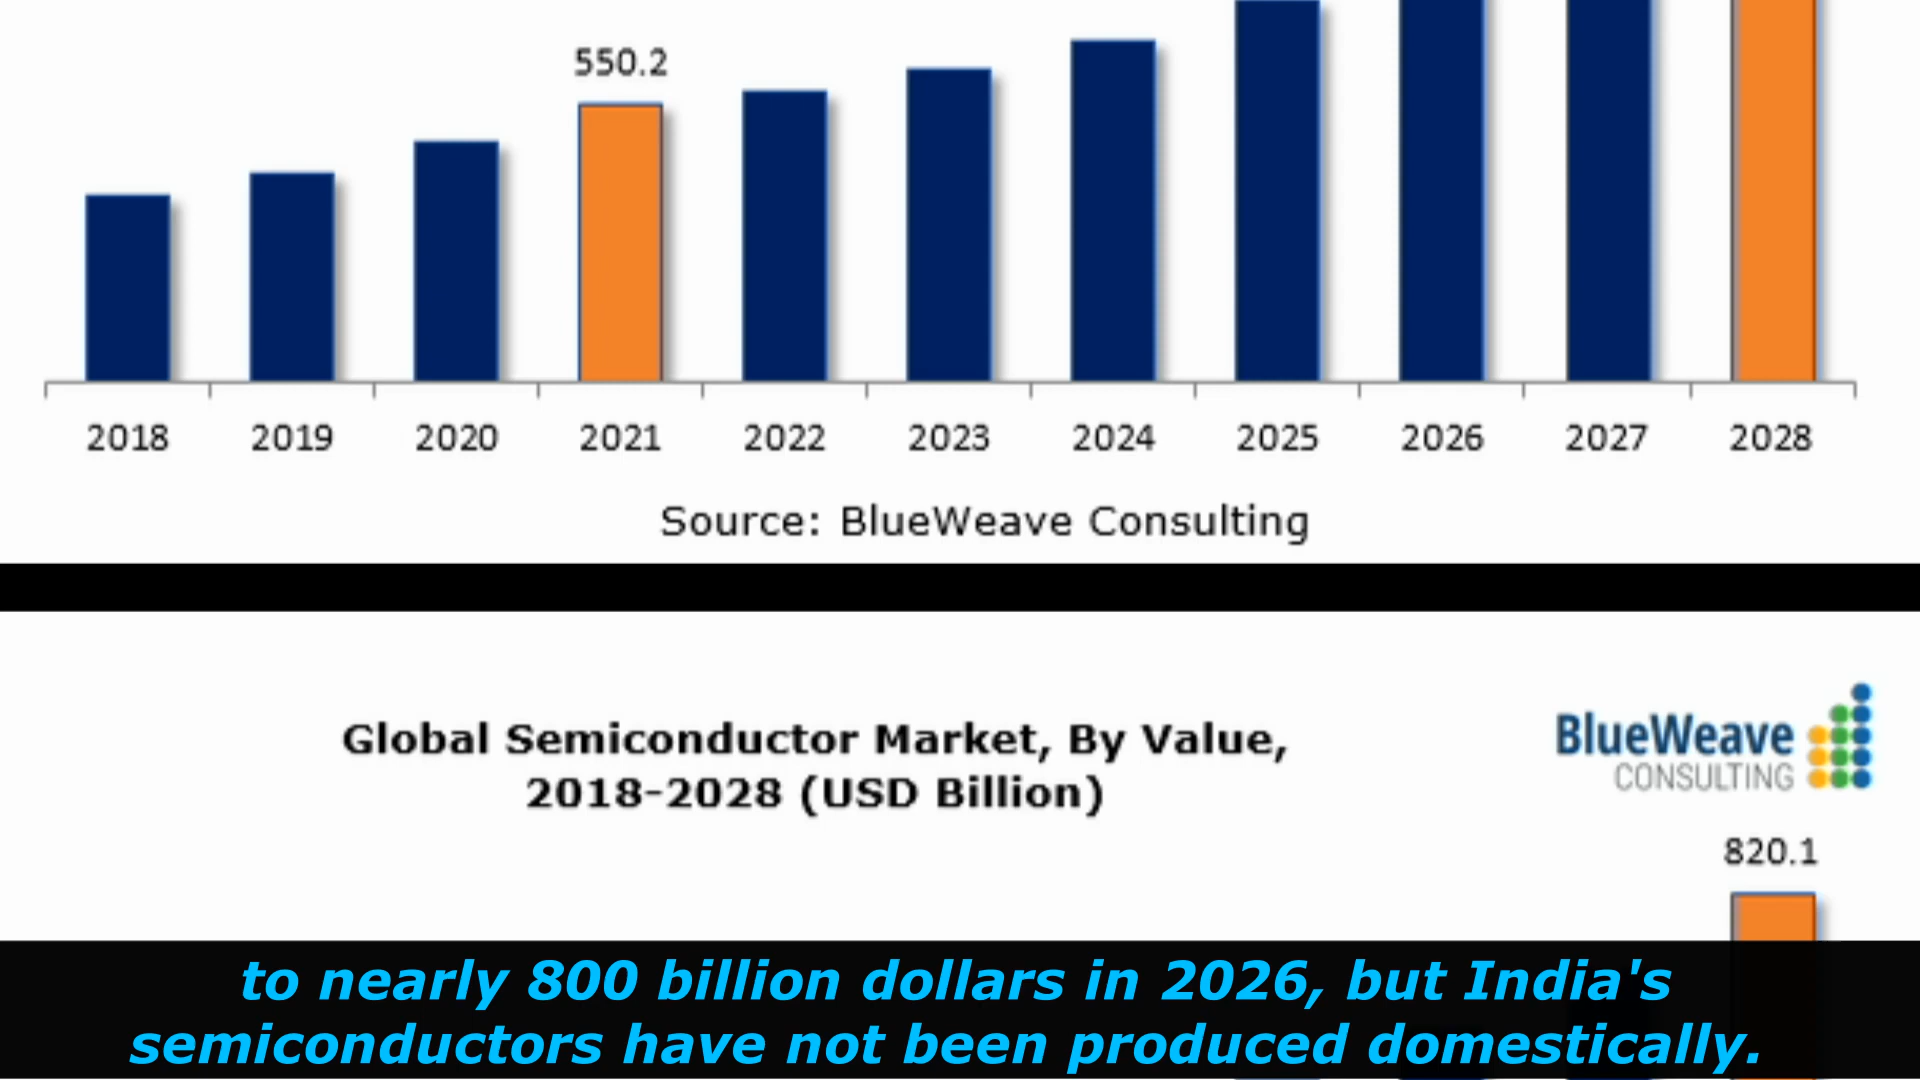 550.2
2018 2019 2020 2021 2022 2023 2024 2025 2026 2027 2028
Source: BlueWeave Consulting
Global Semiconductor Market, By Value,
2018-2028 (USD Billion)
BlueWeave
CONSULTING
820.1
to nearly 800 billion dollars in 2026, but India's
semiconductors have not been produced domestically.